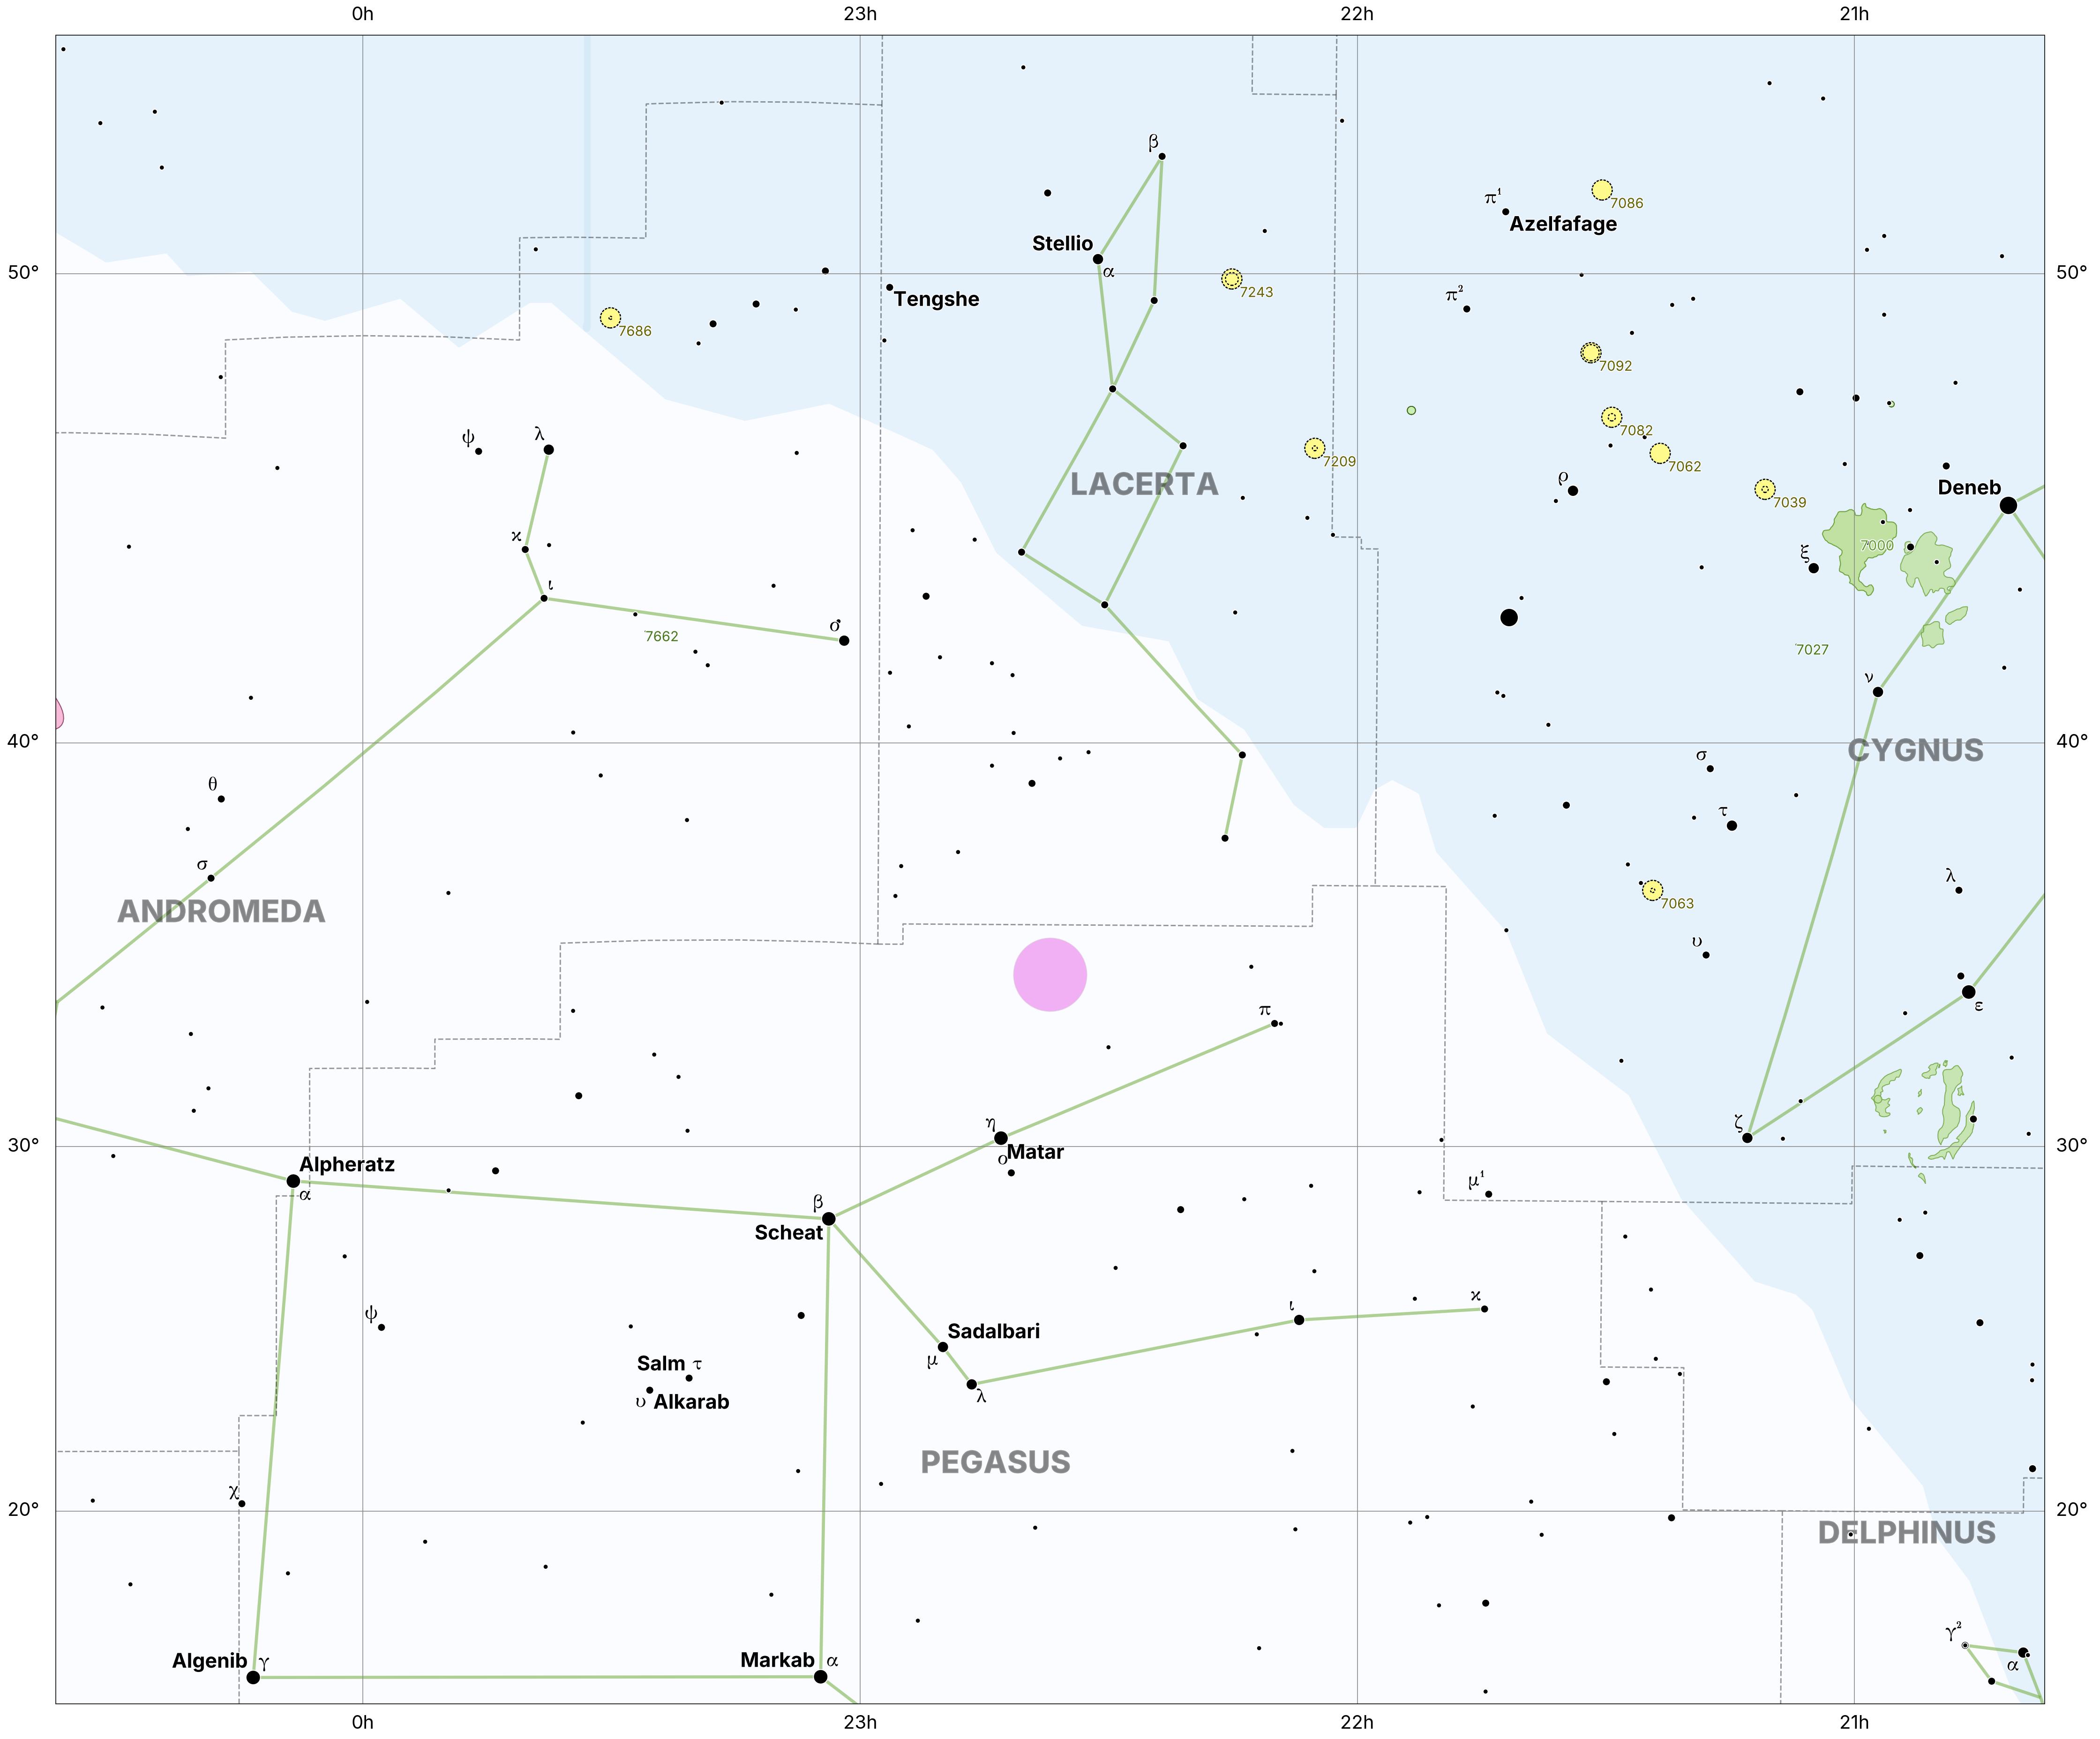 0h 23h 22h 21h
β
π¹
Azelfafage
7086
Stellio
α
50°
50°
7243
Tengshe
π²
7686
7092
ψ
λ
7082
7209
7062
LACERTA
ρ
Deneb
7039
ϰ
7000
ξ
ι
ο
7662
7027
ν
40°
40°
CYGNUS
σ
θ
τ
σ
λ
ANDROMEDA
7063
υ
ε
π
η
Matar
ο
ζ
30°
30°
Alpheratz
α
μ¹
β
Scheat
ψ
ι
ϰ
Sadalbari
μ
Salm τ
υ Alkarab
λ
PEGASUS
χ
20°
20°
DELPHINUS
γ²
α
Algenib γ
Markab α
0h 23h 22h 21h